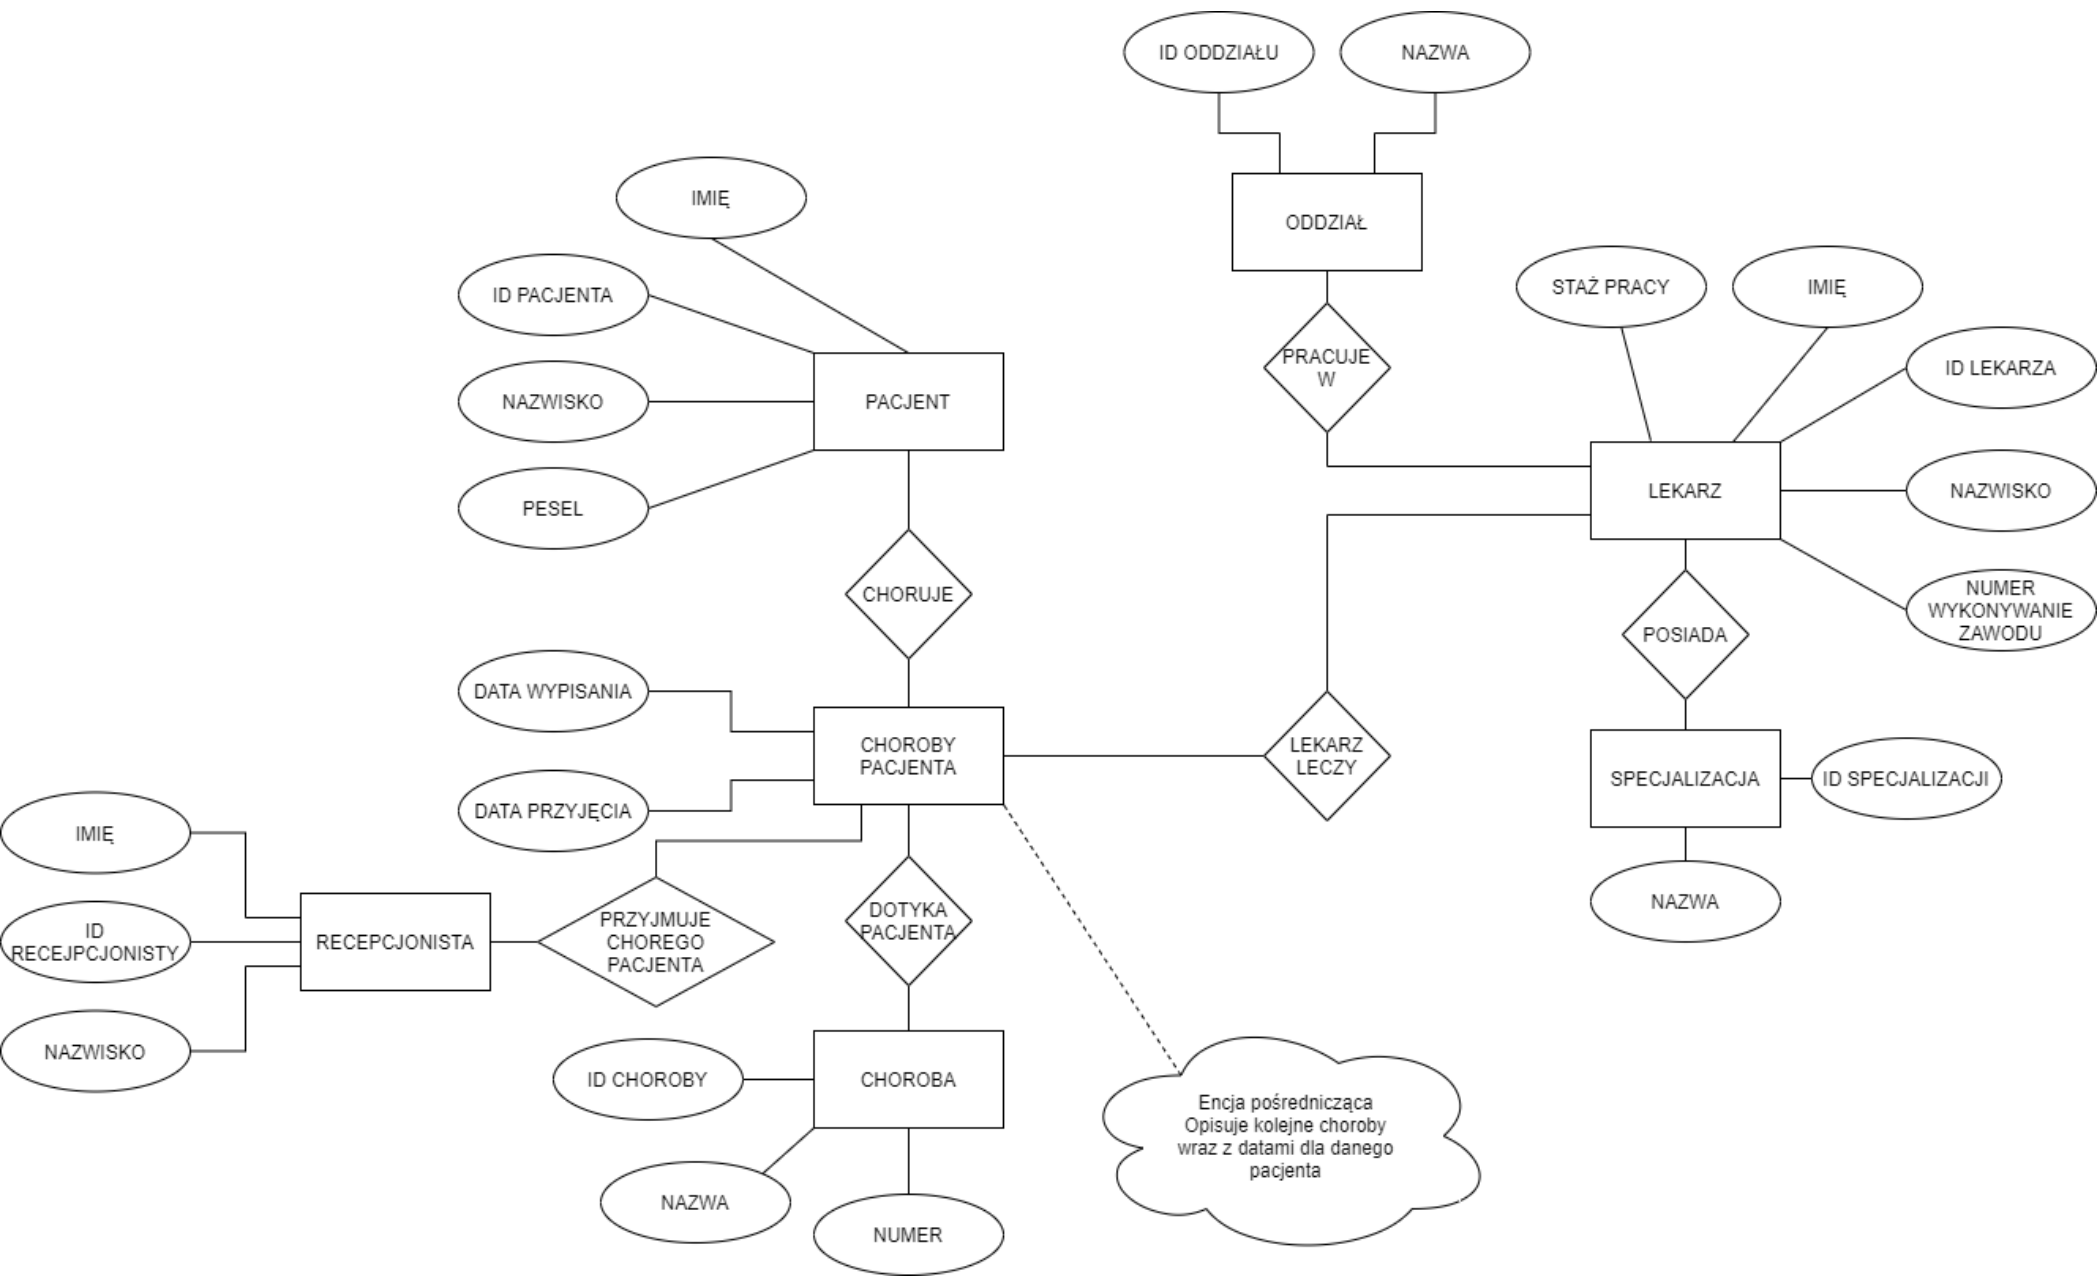 ID ODDZIAŁU
NAZWA
IMIĘ
ODDZIAŁ
STAŻ PRACY
IMIĘ
ID PACJENTA
PRACUJE
W
ID LEKARZA
NAZWISKO
PACJENT
LEKARZ
NAZWISKO
PESEL
CHORUJE
NUMER
WYKONYWANIE
ZAWODU
POSIADA
DATA WYPISANIA
CHOROBY
PACJENTA
LEKARZ
LECZY
SPECJALIZACJA
ID SPECJALIZACJI
DATA PRZYJĘCIA
IMIĘ
NAZWA
DOTYKA
PACJENTA
PRZYJMUJE
CHOREGO
PACJENTA
RECEPCJONISTA
ID
RECEJPCJONISTY
NAZWISKO
ID CHOROBY
CHOROBA
Encja pośrednicząca
Opisuje kolejne choroby
wraz z datami dla danego
pacjenta
NAZWA
NUMER